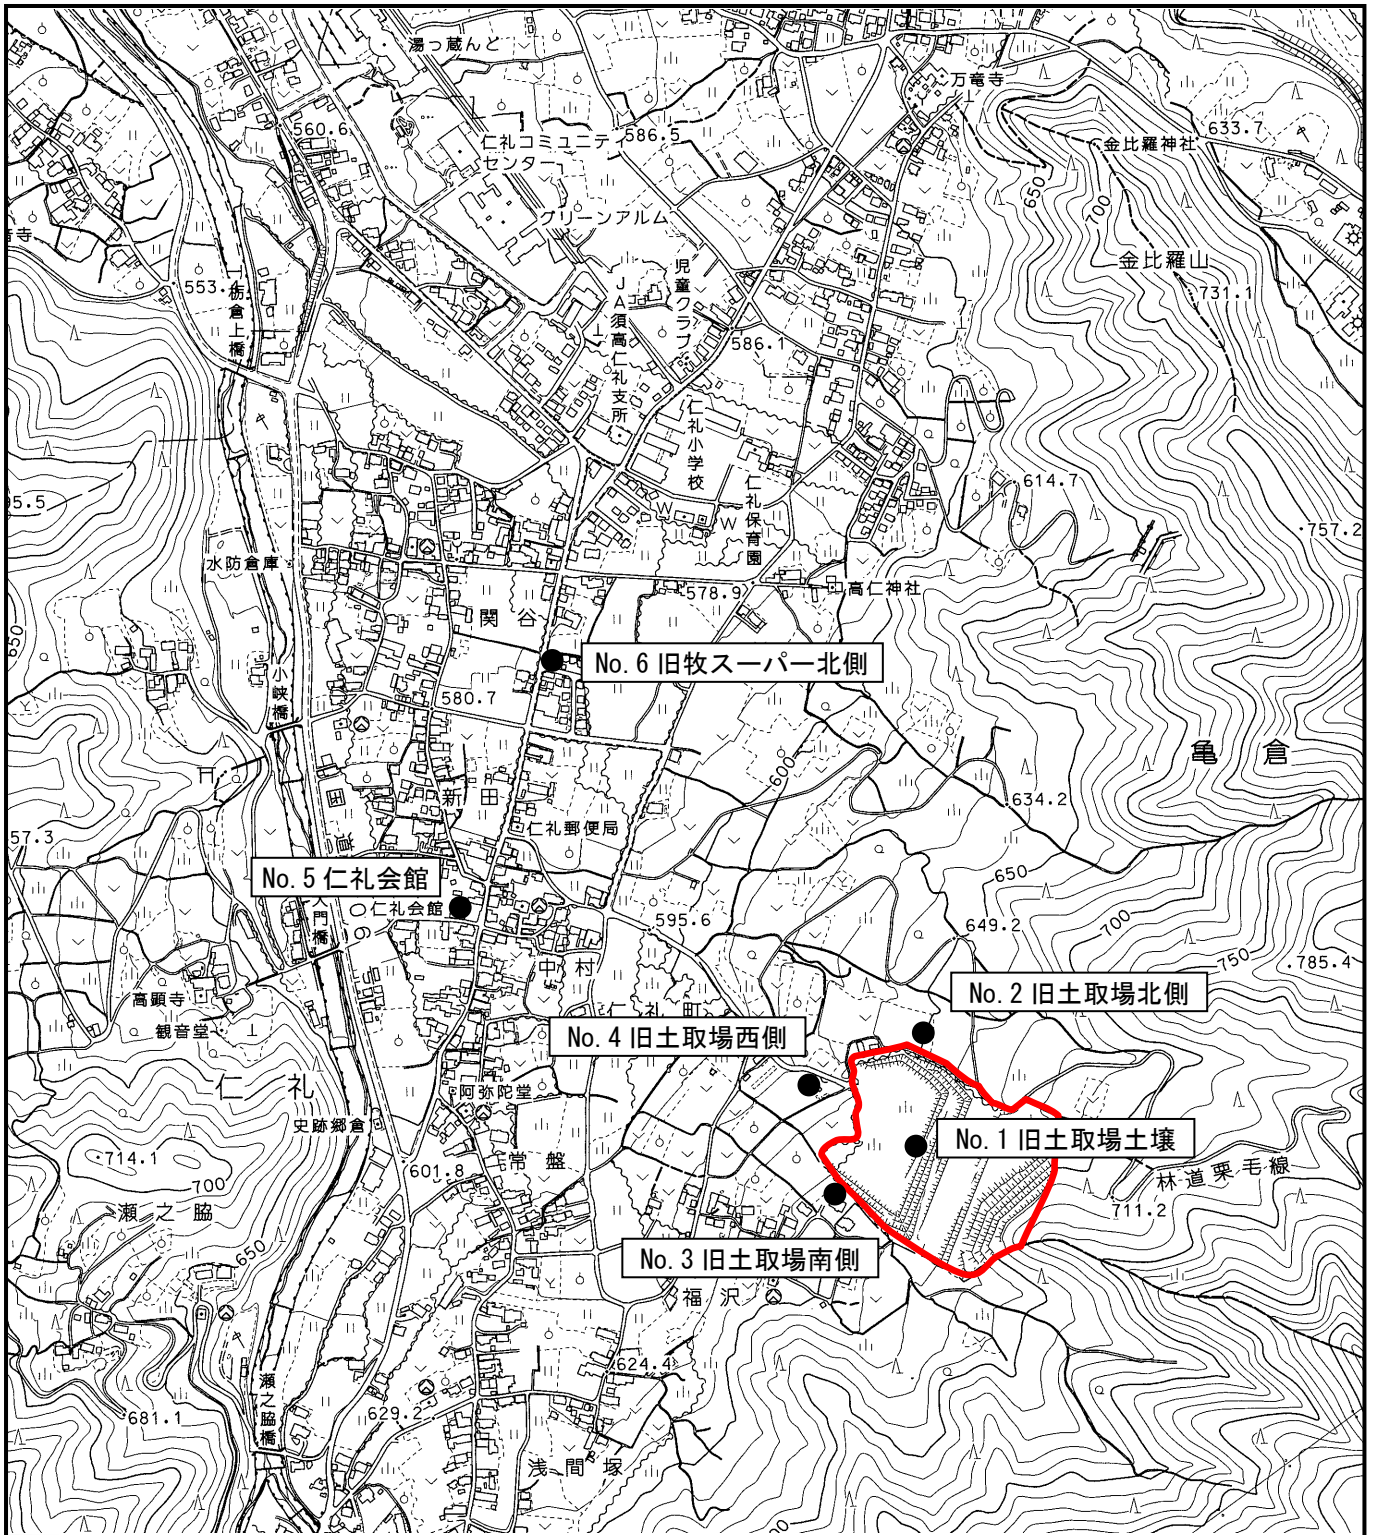 湯っ蔵んど
万竜寺
560.6
仁礼コミュニティ
センター
586.5
633.7
金比羅神社
650
700
グリーンアルム
音寺
金比羅山
731.1
児童クラブ
JA須高仁礼支所
553.
栃倉上橋
586.1
仁礼小学校
仁礼保育園
614.7
757.2
水防倉庫
578.9
高仁神社
関谷
650
No.6 旧牧スーパー北側
小峡橋
580.7
亀倉
600
634.2
新田
国道
仁礼郵便局
57.3
No.5 仁礼会館
仁礼会館
大門橋
406号
650
595.6
649.2
700
750
785.4
中村
No.2 旧土取場北側
高顕寺
観音堂
仁礼町
No.4 旧土取場西側
仁礼
阿弥陀堂
史跡郷倉
No.1 旧土取場土壌
常盤
714.1
700
601.8
林道栗毛線
711.2
瀬之脇
650
No.3 旧土取場南側
福沢
624.4
瀬之脇橋
629.2
681.1
浅間塚